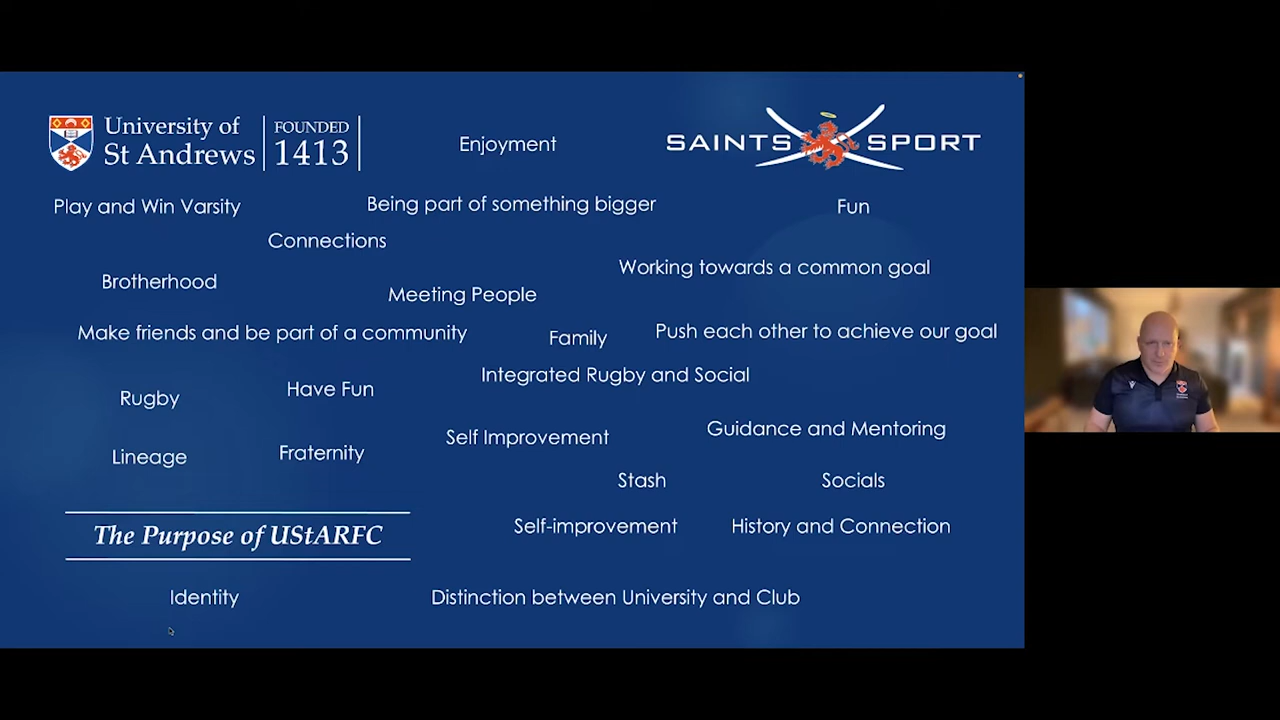 University of
St Andrews
FOUNDED
1413
Enjoyment
SAINTS SPORT
Play and Win Varsity
Being part of something bigger
Fun
Connections
Brotherhood
Meeting People
Working towards a common goal
Make friends and be part of a community
Family
Push each other to achieve our goal
Rugby
Have Fun
Integrated Rugby and Social
Lineage
Fraternity
Self Improvement
Guidance and Mentoring
Stash
Socials
The Purpose of UStARFC
Self-improvement
History and Connection
Identity
Distinction between University and Club